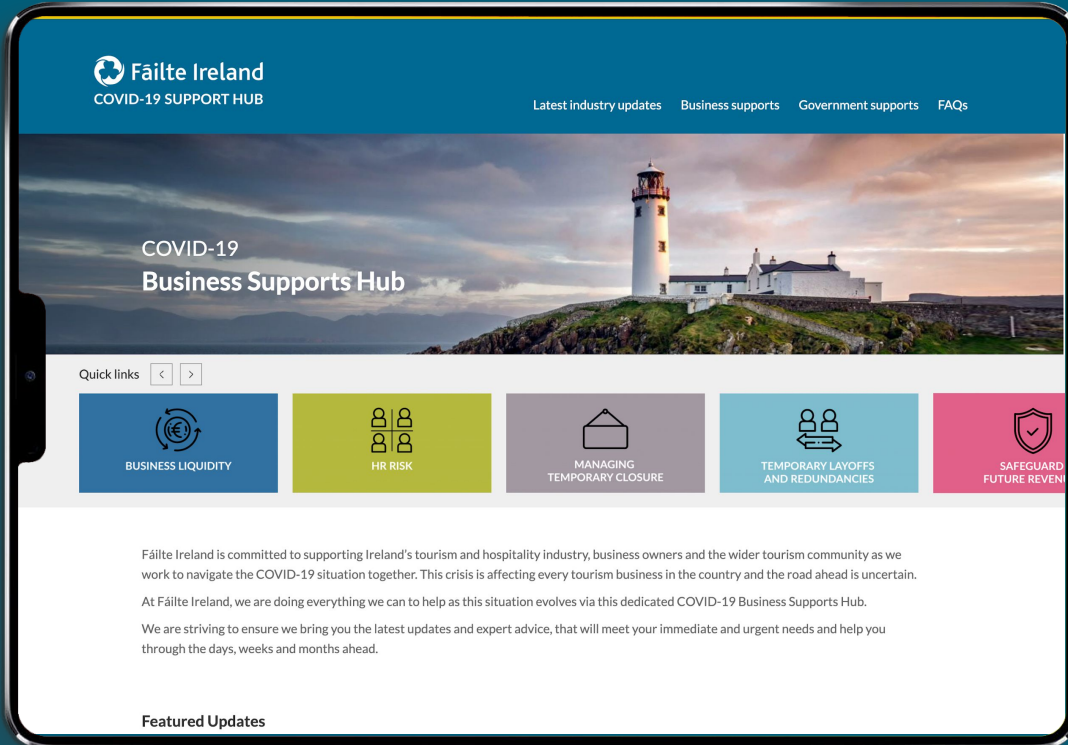 Fáilte Ireland
COVID-19 SUPPORT HUB
Latest industry updates Business supports Government supports FAQs
COVID-19
Business Supports Hub
Quick links
BUSINESS LIQUIDITY
HR RISK
MANAGING
TEMPORARY CLOSURE
TEMPORARY LAYOFFS
AND REDUNDANCIES
SAFEGUARD
FUTURE REVENU
Fáilte Ireland is committed to supporting Ireland's tourism and hospitality industry, business owners and the wider tourism community as we
work to navigate the COVID-19 situation together. This crisis is affecting every tourism business in the country and the road ahead is uncertain.
At Fáilte Ireland, we are doing everything we can to help as this situation evolves via this dedicated COVID-19 Business Supports Hub.
We are striving to ensure we bring you the latest updates and expert advice, that will meet your immediate and urgent needs and help you
through the days, weeks and months ahead.
Featured Updates